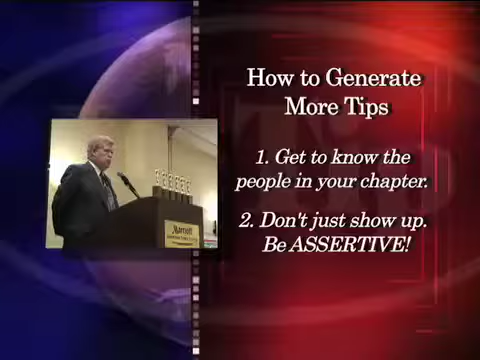 How to Generate
More Tips
1. Get to know the
people in your chapter.
2. Don't just show up.
Be ASSERTIVE!
Marriott